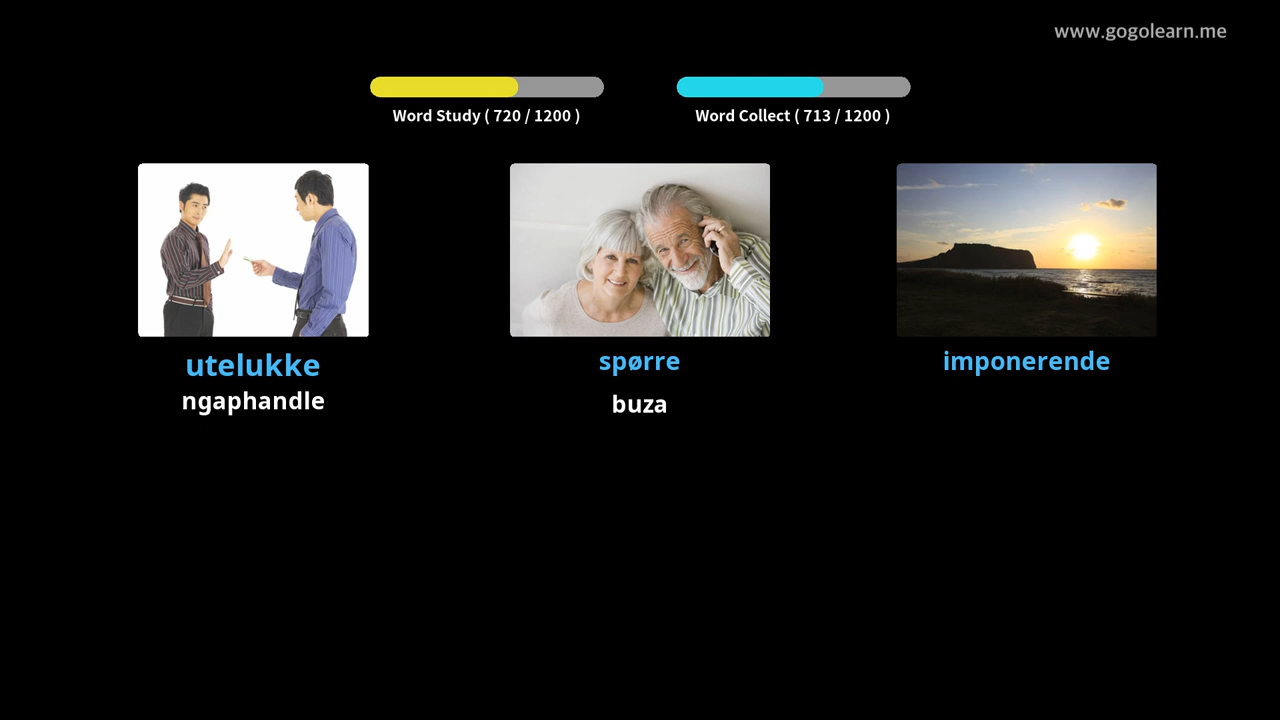 www.gogolearn.me
Word Study ( 720 / 1200 )
Word Collect ( 713 / 1200 )
utelukke
spørre
imponerende
ngaphandle
buza